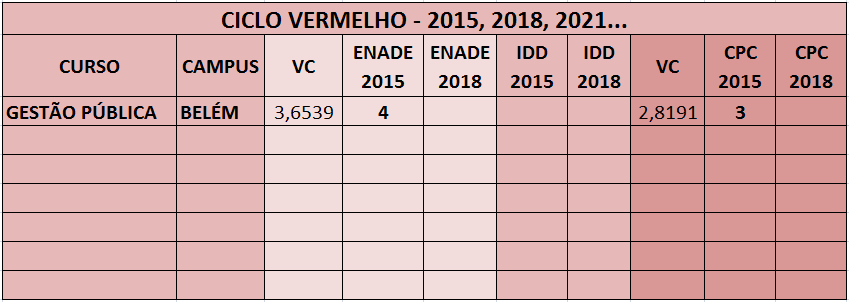 CICLO VERMELHO - 2015, 2018, 2021...
CURSO CAMPUS VC ENADE 2015 ENADE 2018 IDD 2015 IDD 2018 VC CPC 2015 CPC 2018
GESTÃO PÚBLICA BELÉM 3,6539 4 2,8191 3